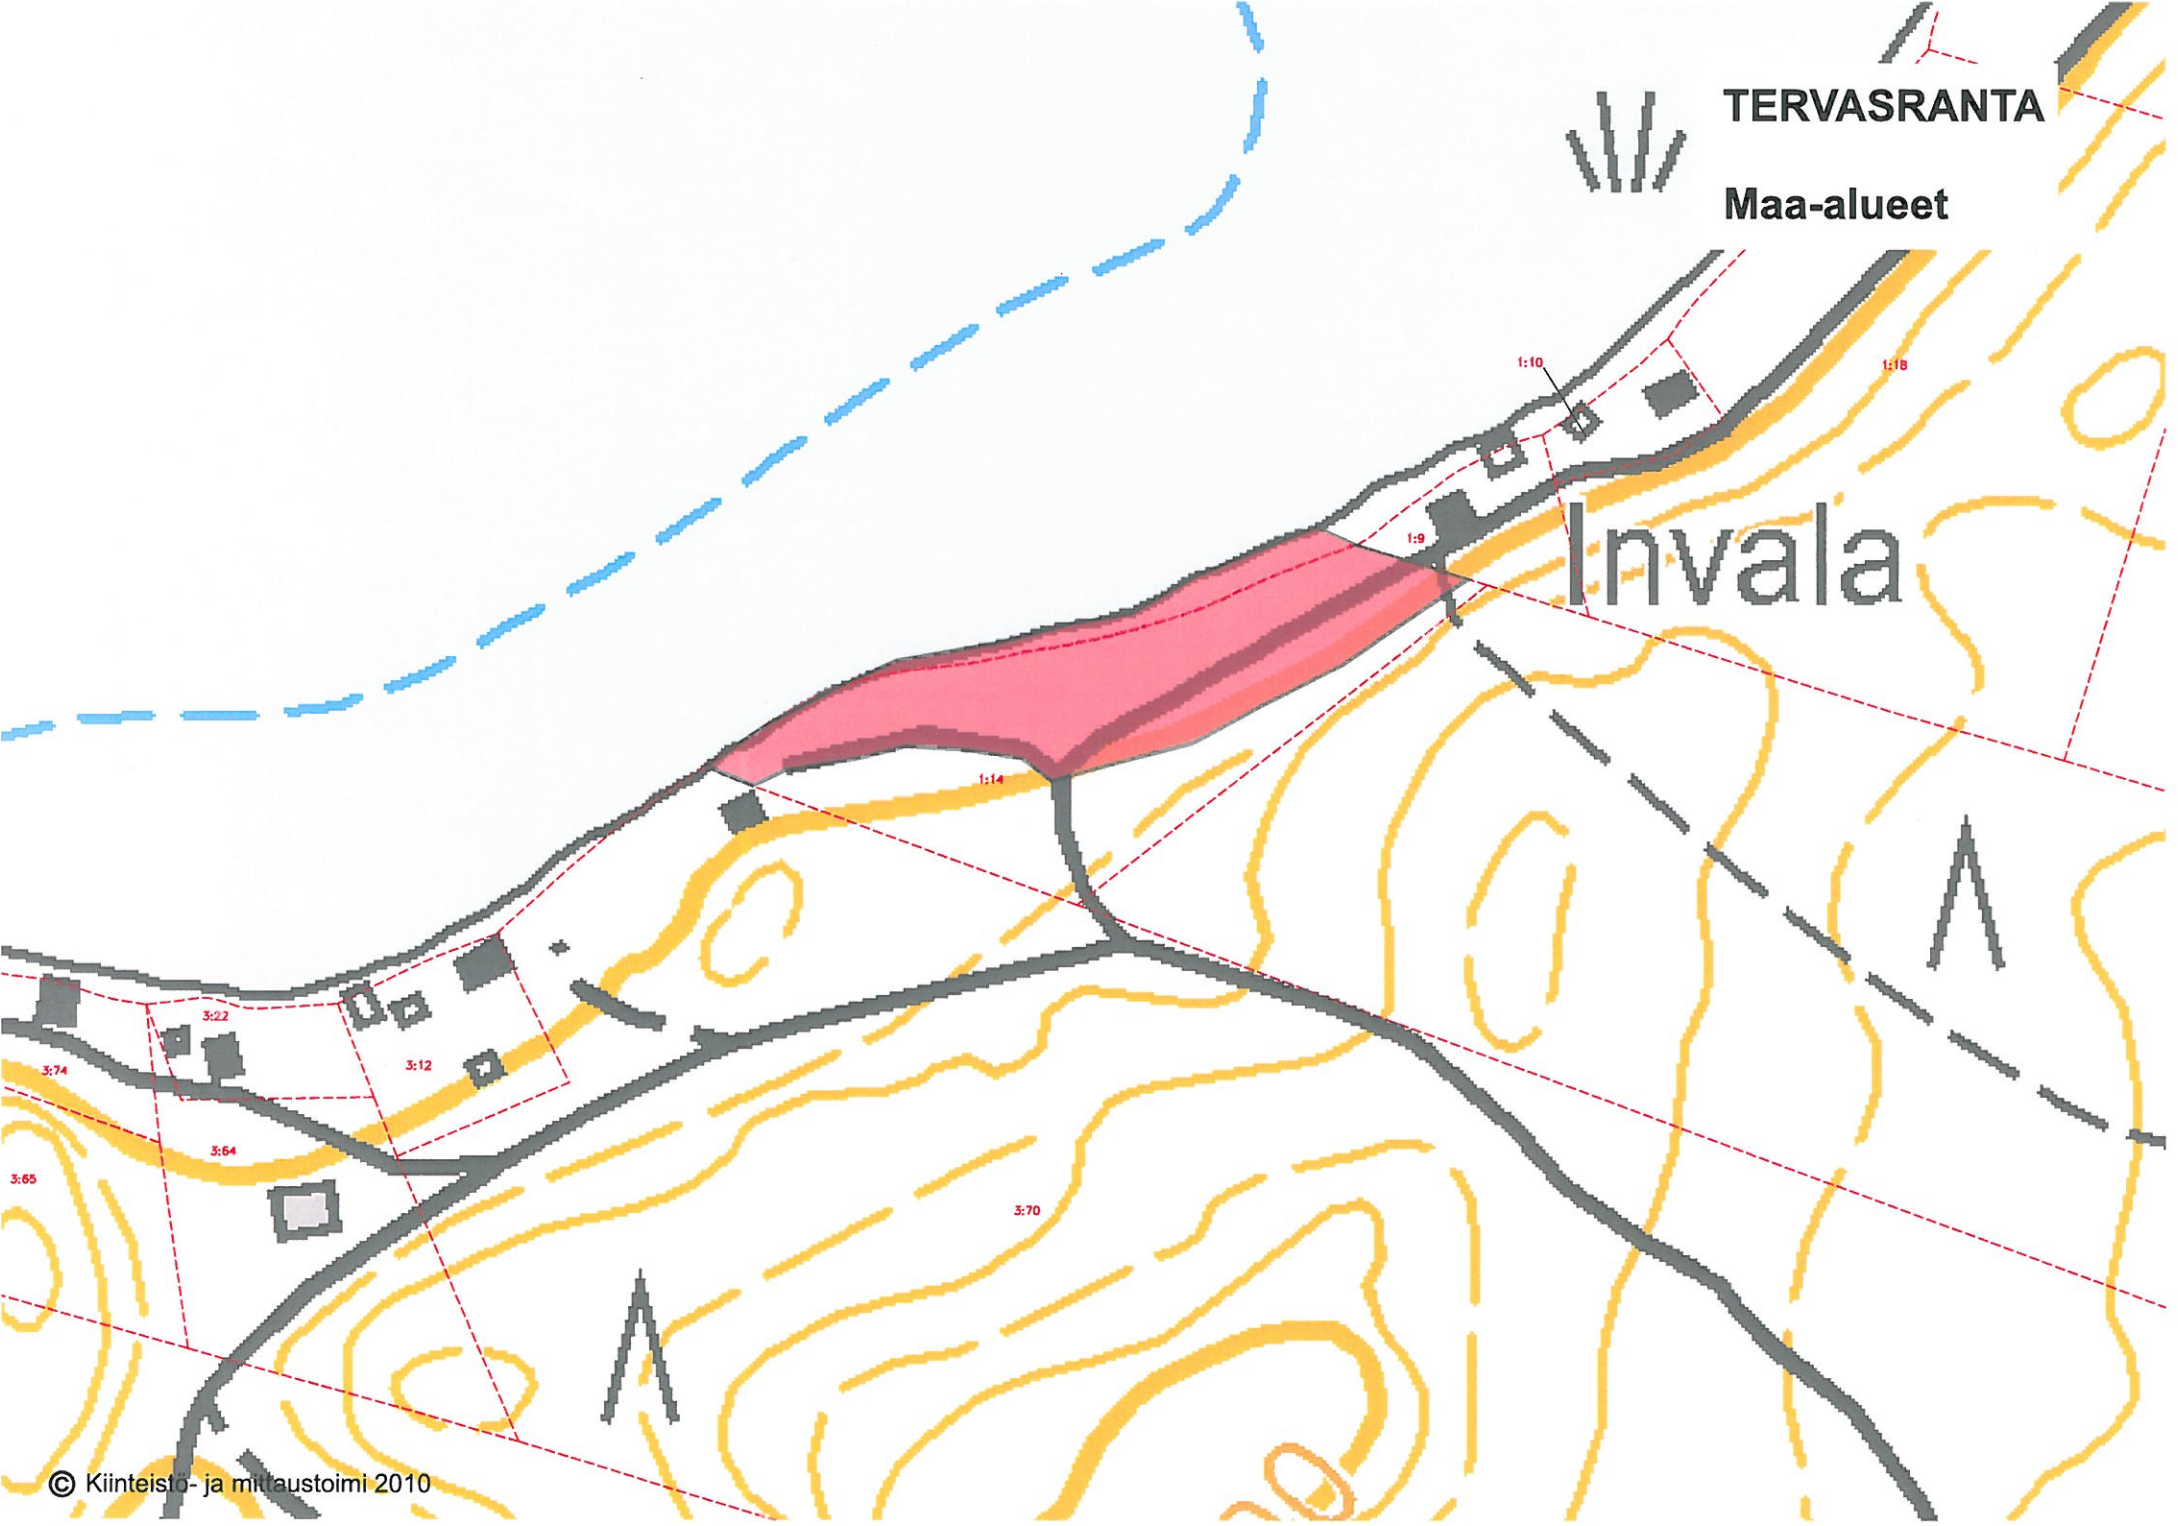 TERVASRANTA
Maa-alueet
1:10
1:18
1:9
Invala
1:14
3:22
3:12
3:74
3:64
3:65
3:70
© Kiinteistö- ja mittaustoimi 2010